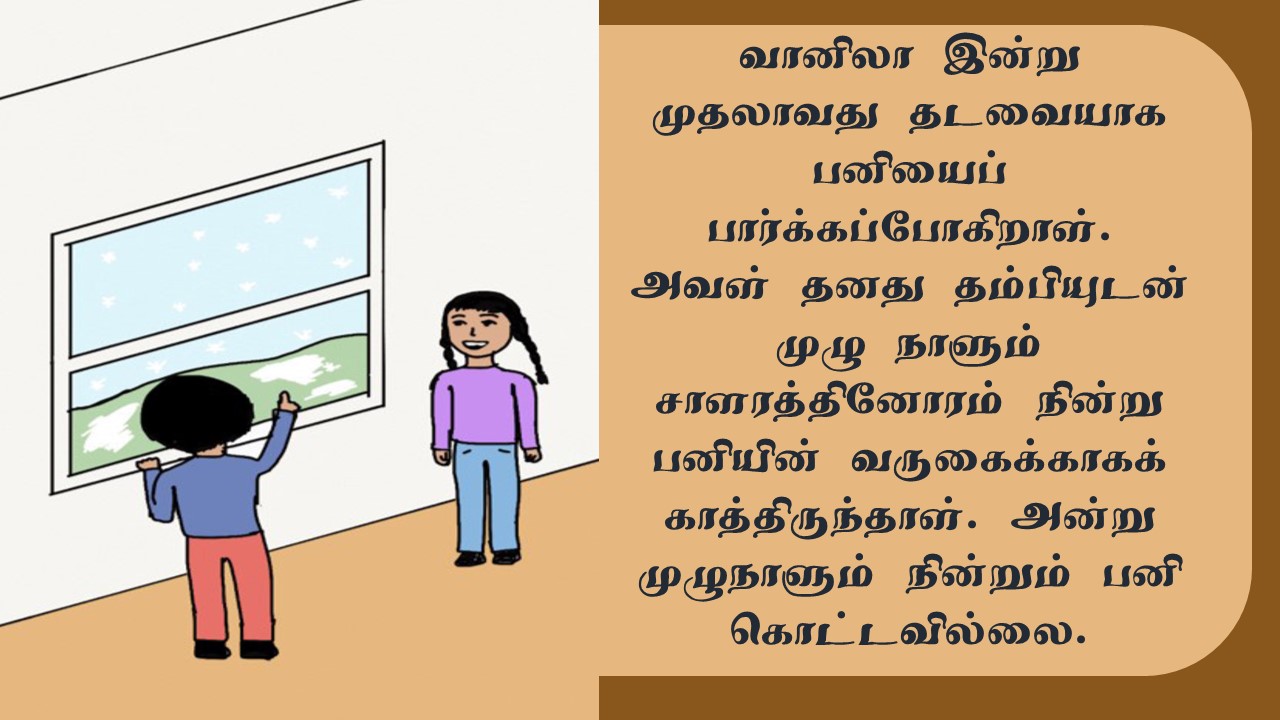 வானிலா இன்று
முதலாவது தடவையாக
பனியைப்
பார்க்கப்போகிறாள்.
அவள் தனது தம்பியுடன்
முழு நாளும்
சாளரத்தினோரம் நின்று
பனியின் வருகைக்காகக்
காத்திருந்தாள். அன்று
முழுநாளும் நின்றும் பனி
கொட்டவில்லை.